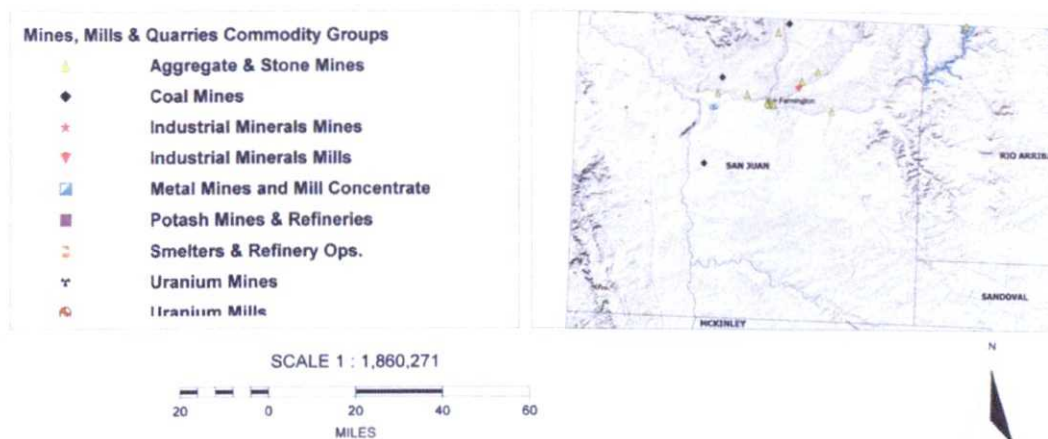 Mines, Mills & Quarries Commodity Groups
Aggregate & Stone Mines
Coal Mines
Industrial Minerals Mines
Industrial Minerals Mills
Metal Mines and Mill Concentrate
Potash Mines & Refineries
Smelters & Refinery Ops.
Uranium Mines
Uranium Mills
Farmington
SAN JUAN
RIO ARRIBA
SANDOVAL
MCKINLEY
SCALE 1 : 1,860,271
20 0 20 40 60
MILES
N